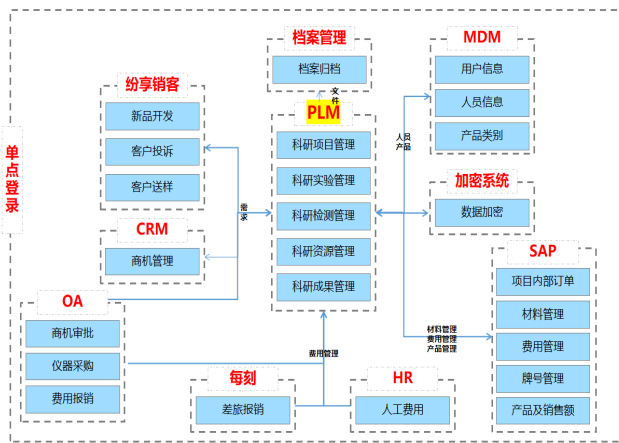 单点登录
纷享销客
新品开发
客户投诉
客户送样
CRM
商机管理
OA
商机审批
仪器采购
费用报销
档案管理
档案归档
文件
PLM
科研项目管理
科研实验管理
科研检测管理
科研资源管理
科研成果管理
需求
费用管理
每刻
差旅报销
HR
人工费用
MDM
用户信息
人员信息
产品类别
人员
产品
加密系统
数据加密
材料管理
费用管理
产品管理
SAP
项目内部订单
材料管理
费用管理
牌号管理
产品及销售额